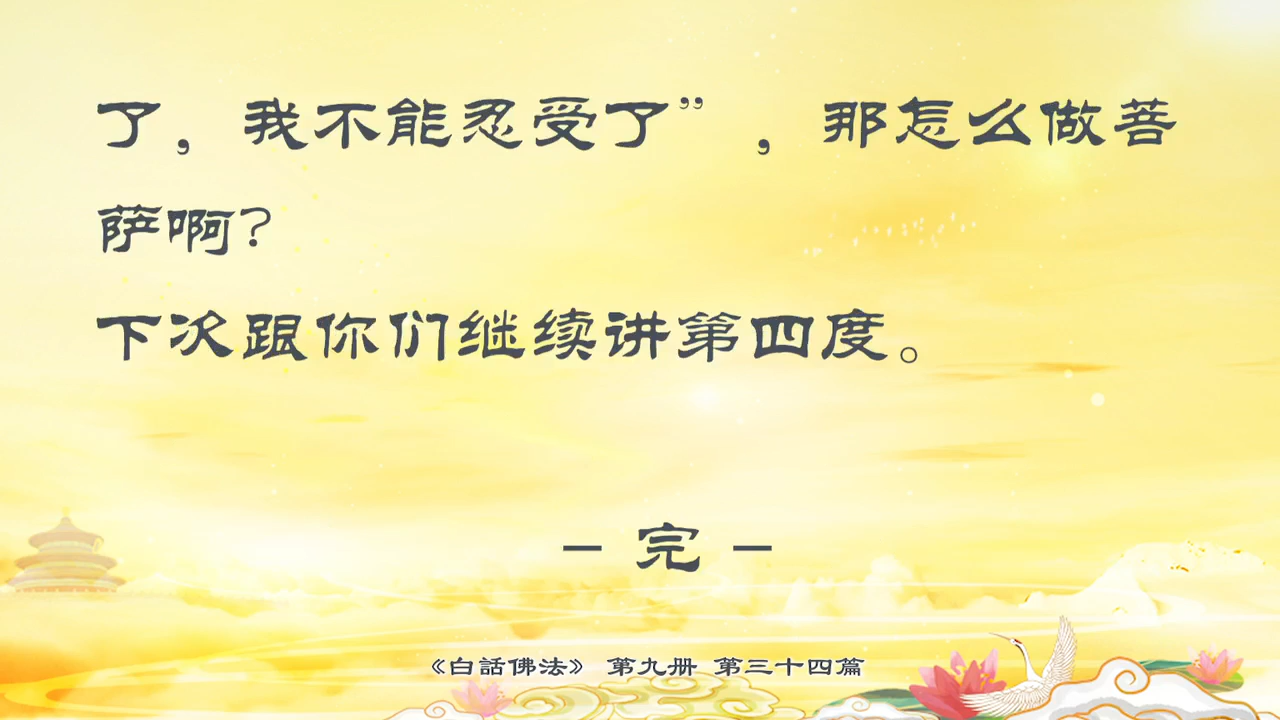 了，我不能忍受了”，那怎么做菩
萨啊？
下次跟你们继续讲第四度。
－ 完 －
《白話佛法》 第九册 第三十四篇